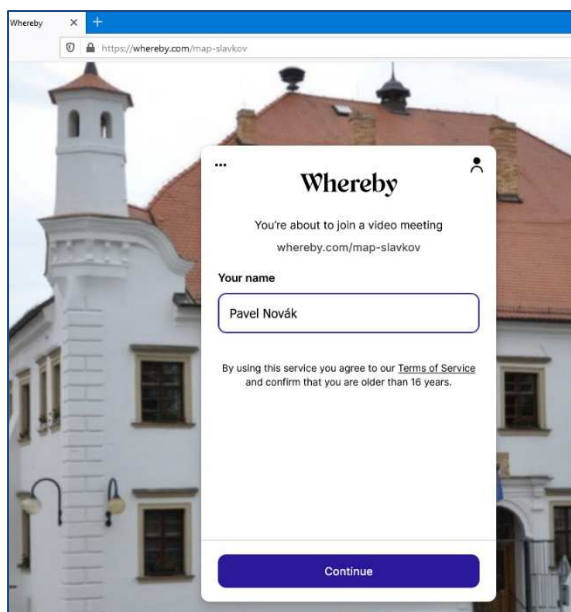 Whereby
https://whereby.com/map-slavkov
Whereby
You're about to join a video meeting
whereby.com/map-slavkov
Your name
Pavel Novák
By using this service you agree to our Terms of Service
and confirm that you are older than 16 years.
Continue